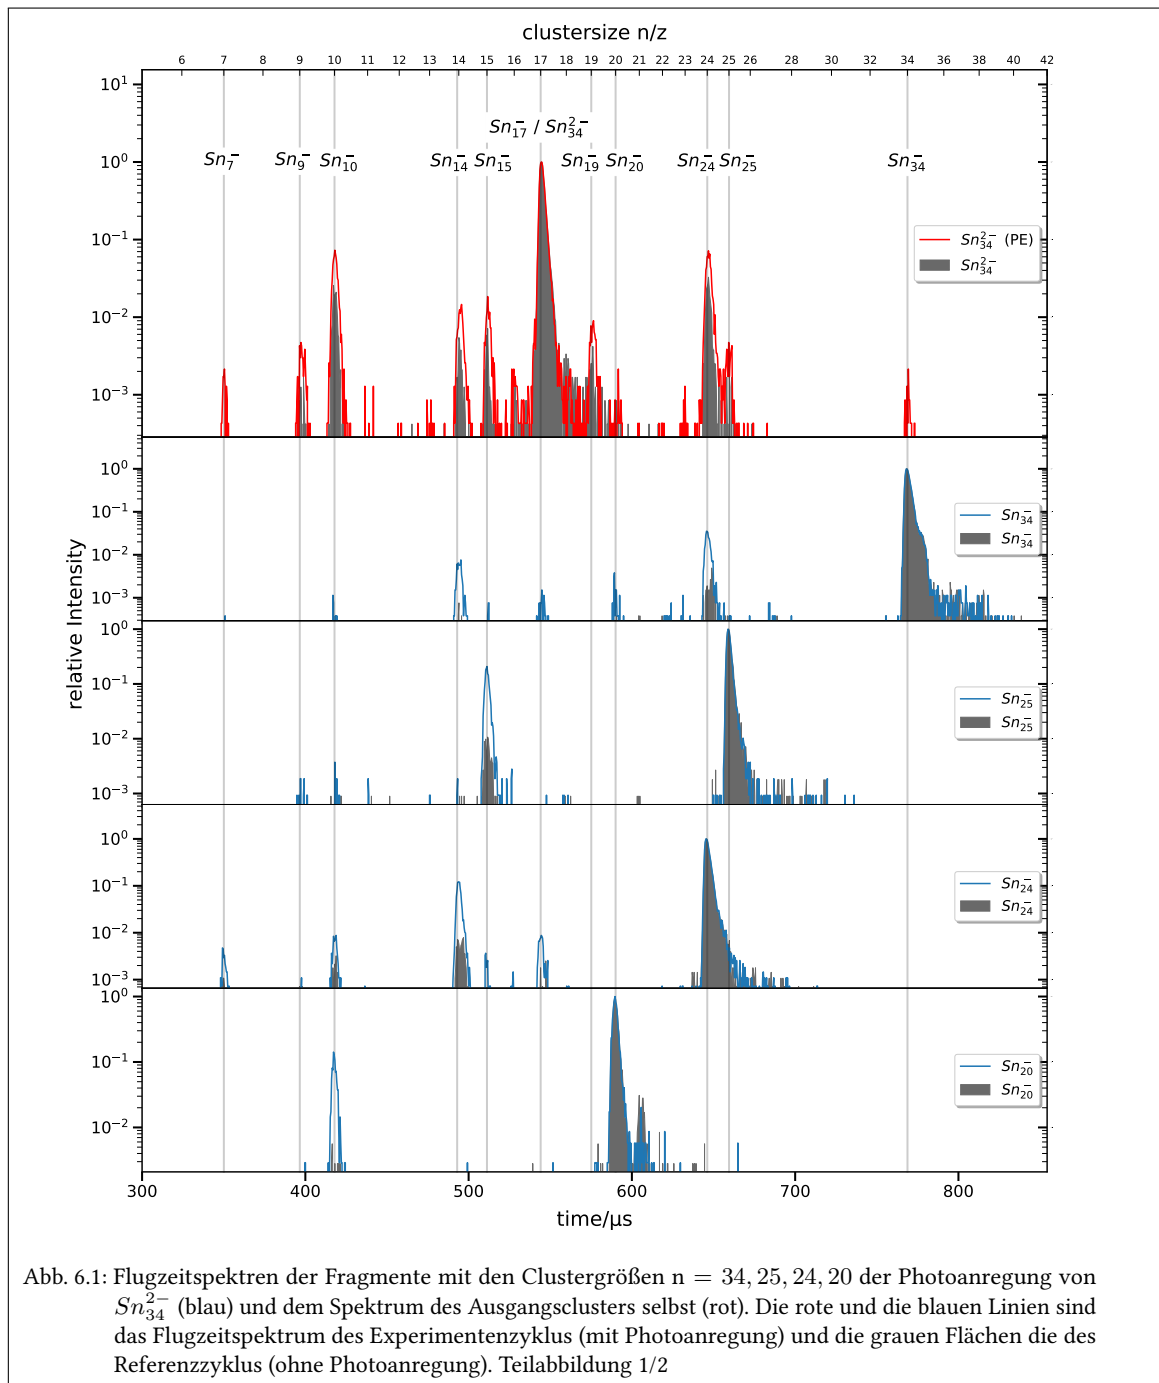 clustersize n/z
6 7 8 9 10 11 12 13 14 15 16 17 18 19 20 21 22 23 24 25 26 28 30 32 34 36 38 40 42
10¹
Sn₁₇⁻ / Sn₃₄²⁻
10⁰
Sn₇⁻ Sn₉⁻ Sn₁₀⁻ Sn₁₄⁻ Sn₁₅⁻ Sn₁₉⁻ Sn₂₀⁻ Sn₂₄⁻ Sn₂₅⁻ Sn₃₄⁻
10⁻¹
Sn₃₄²⁻ (PE)
Sn₃₄²⁻
10⁻²
10⁻³
relative Intensity
10⁰
10⁻¹
Sn₃₄⁻
Sn₃₄⁻
10⁻²
10⁻³
10⁰
10⁻¹
Sn₂₅⁻
Sn₂₅⁻
10⁻²
10⁻³
10⁰
10⁻¹
Sn₂₄⁻
Sn₂₄⁻
10⁻²
10⁻³
10⁰
10⁻¹
Sn₂₀⁻
Sn₂₀⁻
10⁻²
300 400 500 600 700 800
time/µs
Abb. 6.1: Flugzeitspektren der Fragmente mit den Clustergrößen n = 34, 25, 24, 20 der Photoanregung von
Sn₃₄²⁻ (blau) und dem Spektrum des Ausgangsclusters selbst (rot). Die rote und die blauen Linien sind
das Flugzeitspektrum des Experimentenzyklus (mit Photoanregung) und die grauen Flächen die des
Referenzzyklus (ohne Photoanregung). Teilabbildung 1/2